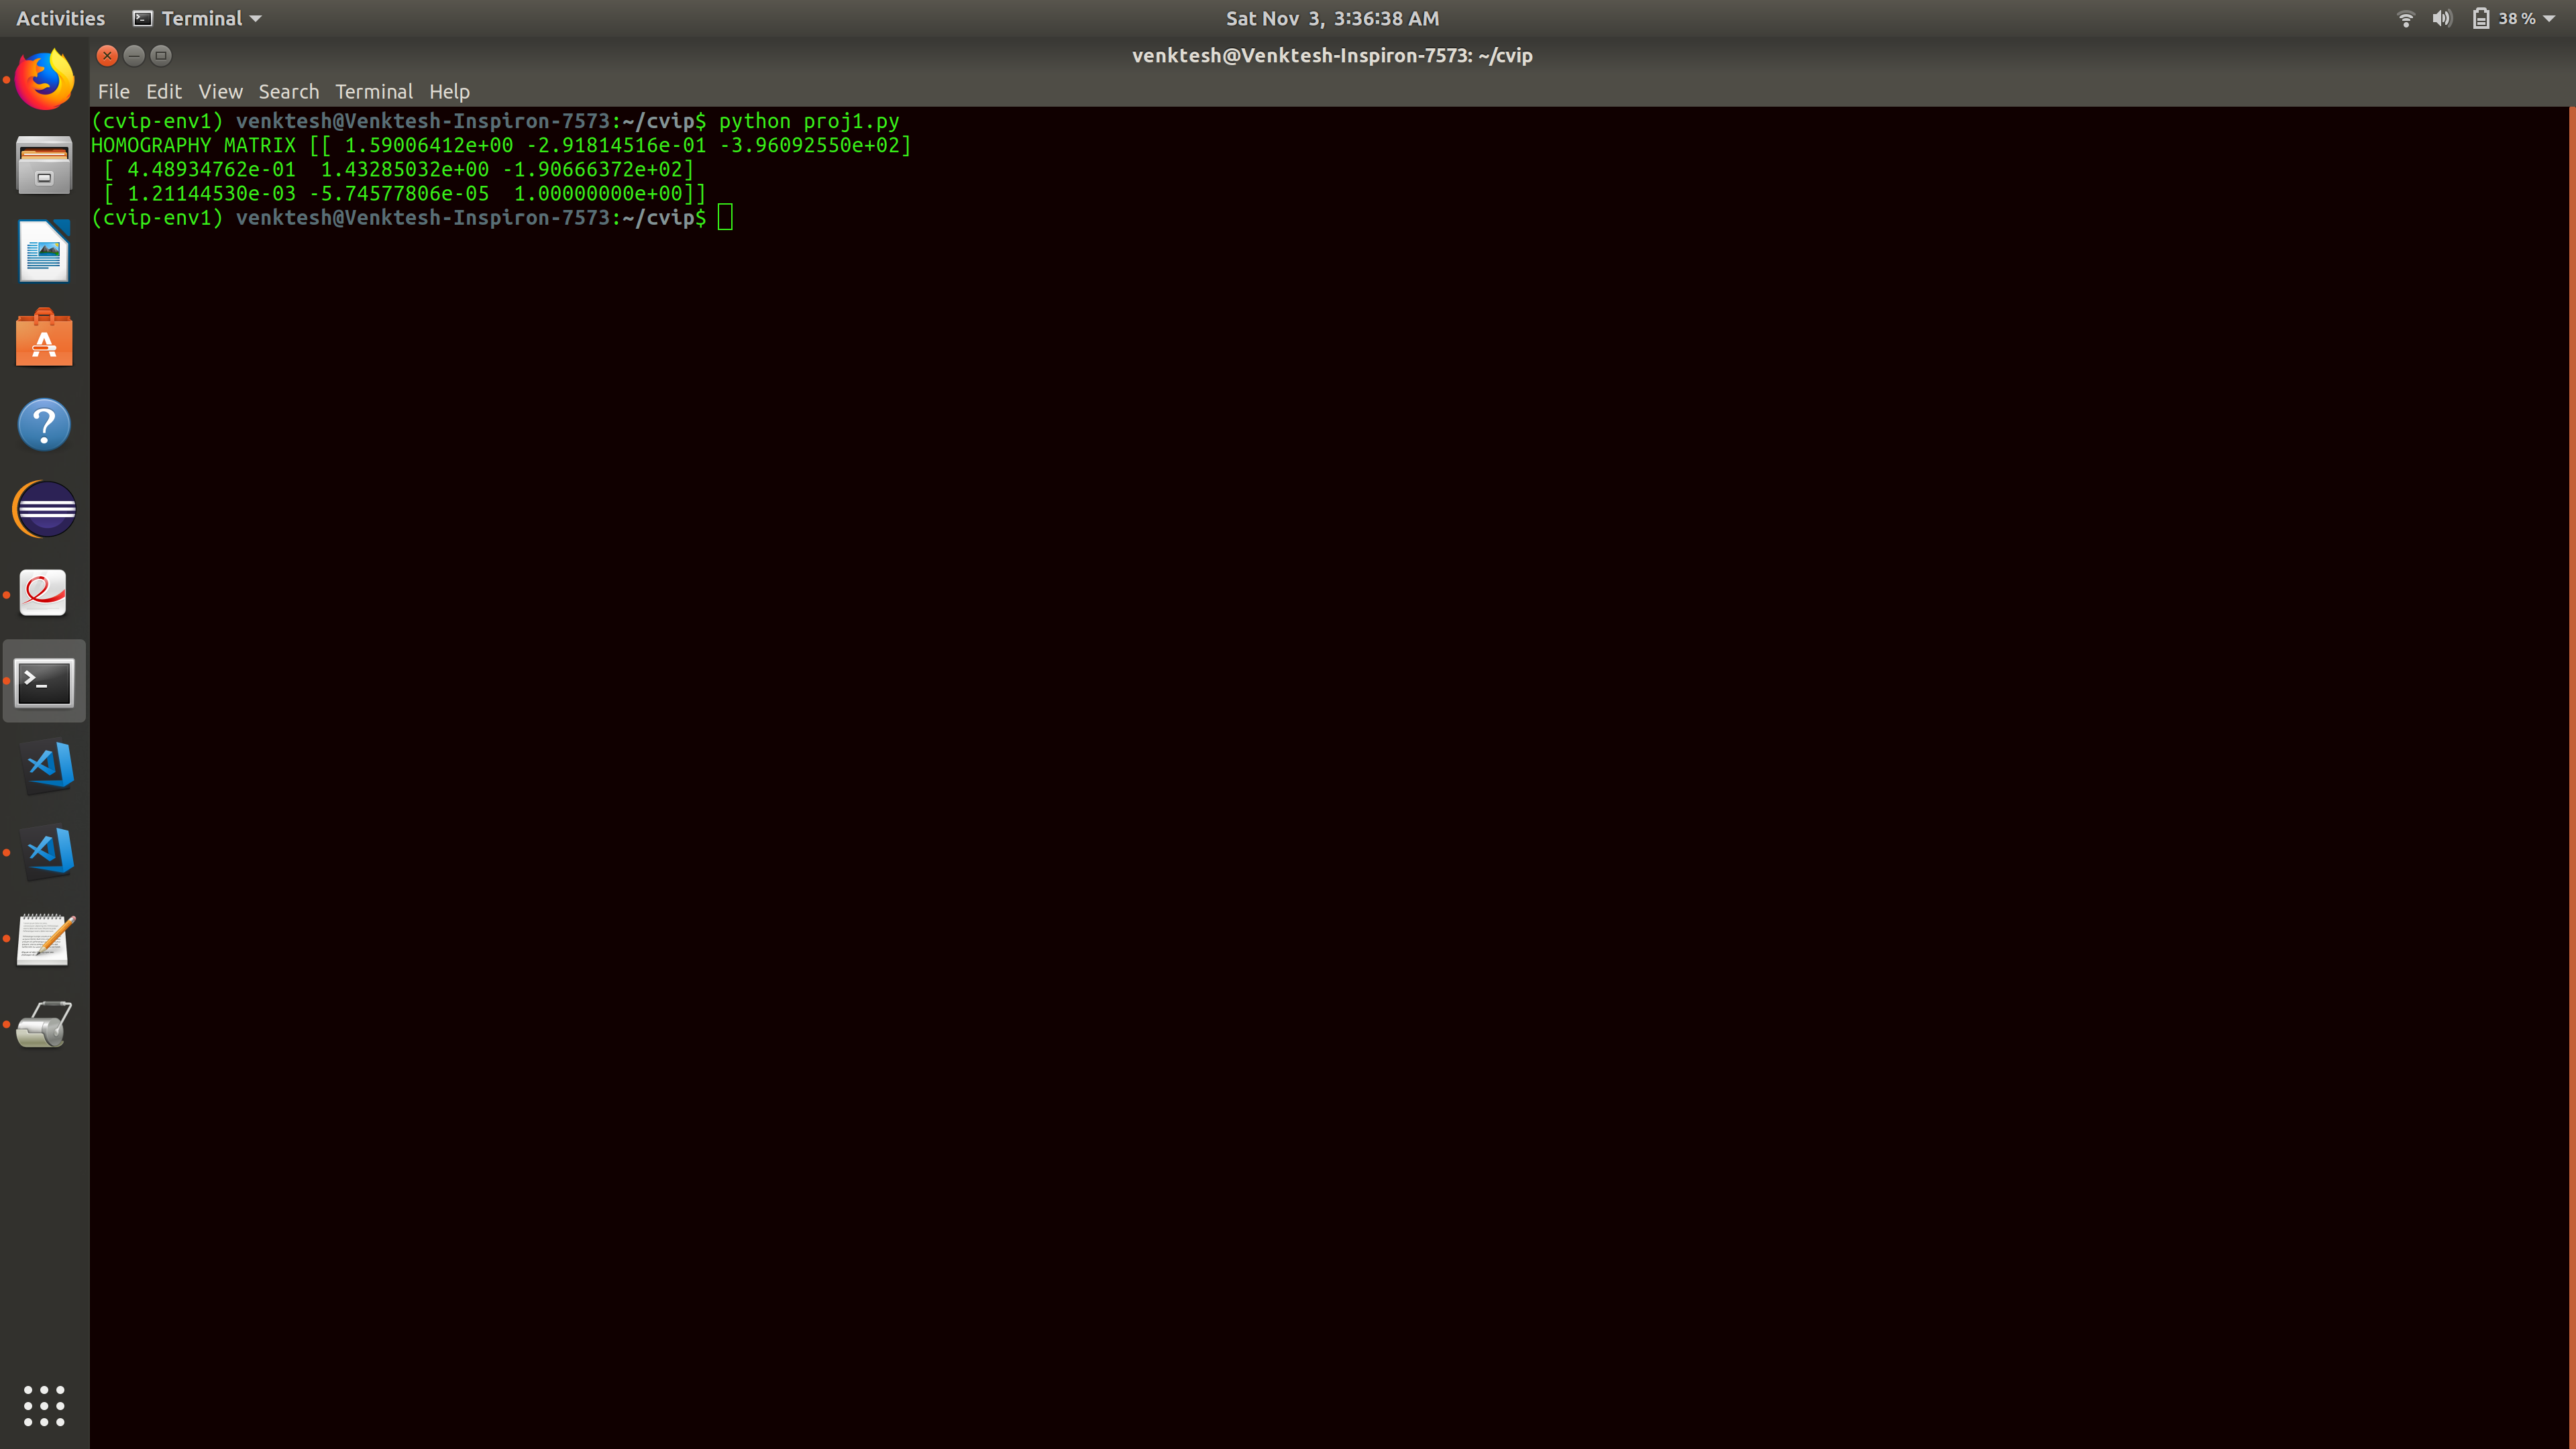 Activities Terminal Sat Nov 3, 3:36:38 AM 38 %
venktesh@Venktesh-Inspiron-7573: ~/cvip
File Edit View Search Terminal Help
(cvip-env1) venktesh@Venktesh-Inspiron-7573:~/cvip$ python proj1.py
HOMOGRAPHY MATRIX [[ 1.59006412e+00 -2.91814516e-01 -3.96092550e+02]
[ 4.48934762e-01 1.43285032e+00 -1.90666372e+02]
[ 1.21144530e-03 -5.74577806e-05 1.00000000e+00]]
(cvip-env1) venktesh@Venktesh-Inspiron-7573:~/cvip$